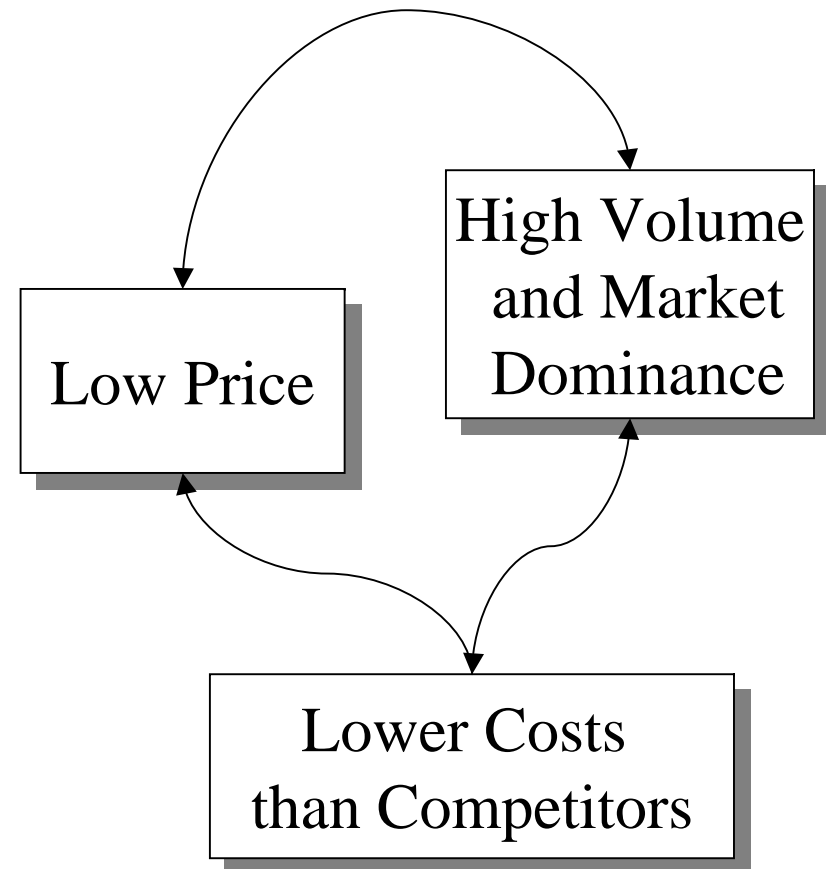 High Volume
and Market
Dominance
Low Price
Lower Costs
than Competitors